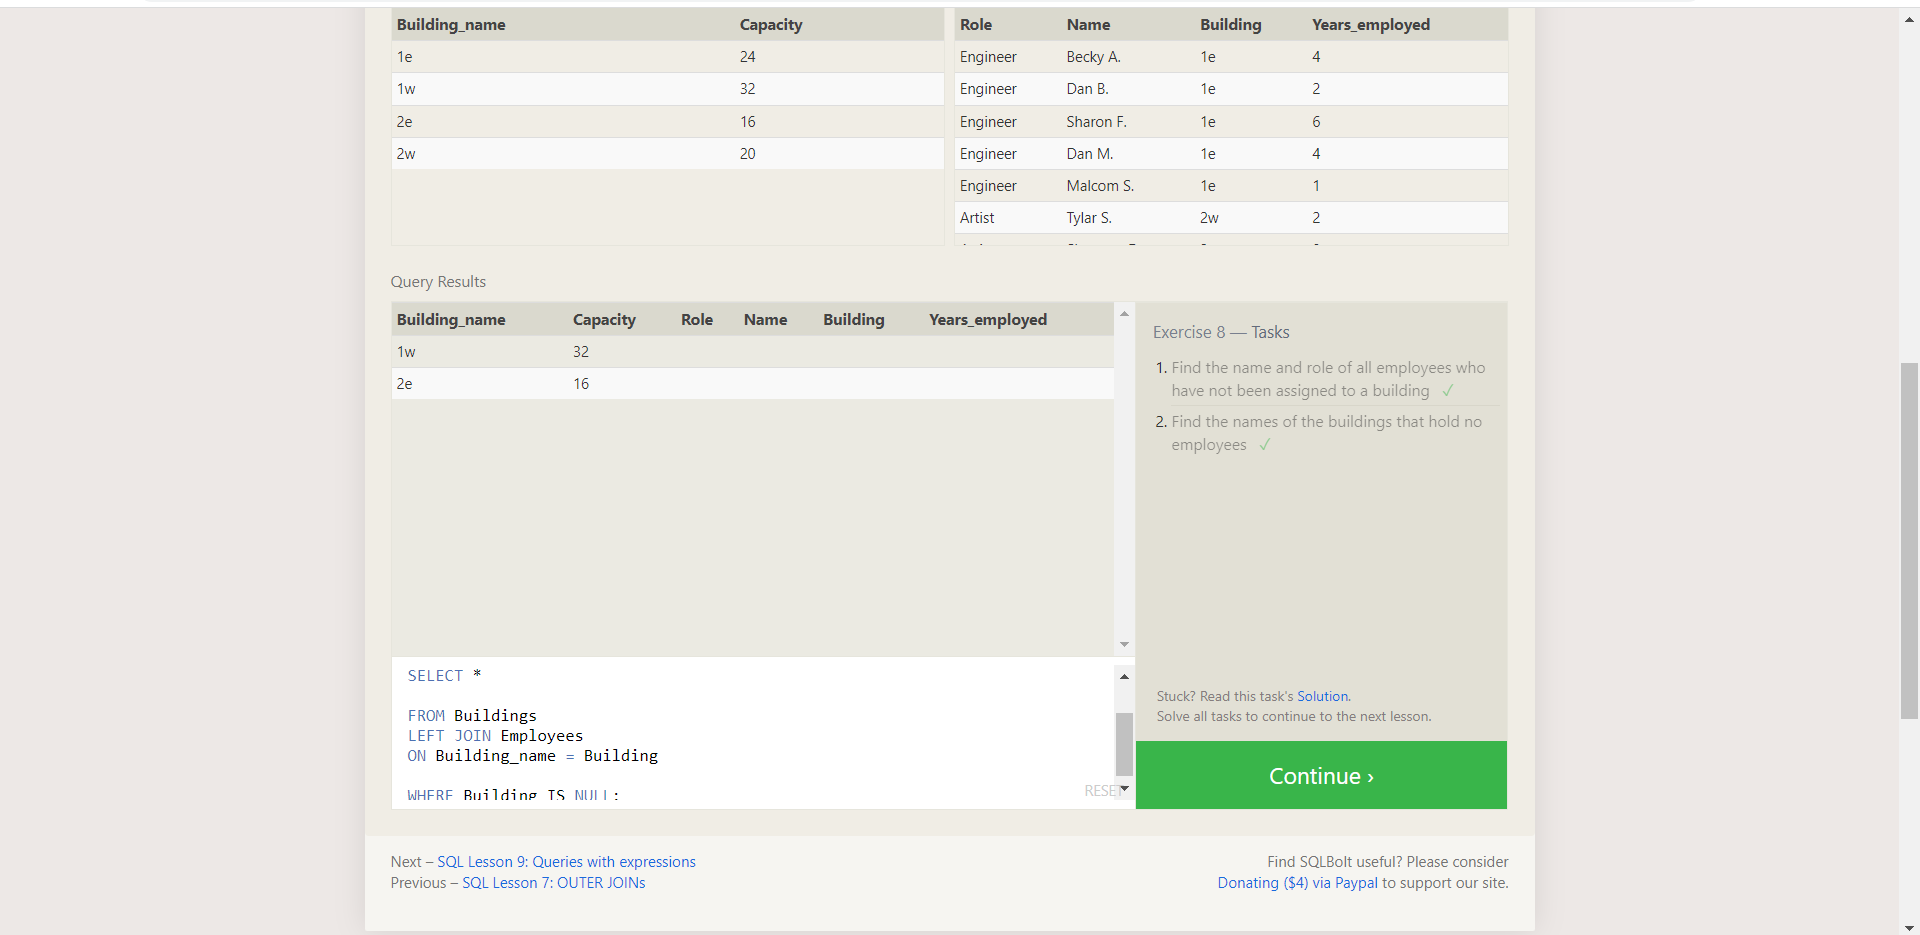 Building_name Capacity
1e 24
1w 32
2e 16
2w 20
Role Name Building Years_employed
Engineer Becky A. 1e 4
Engineer Dan B. 1e 2
Engineer Sharon F. 1e 6
Engineer Dan M. 1e 4
Engineer Malcom S. 1e 1
Artist Tylar S. 2w 2
Query Results
Building_name Capacity Role Name Building Years_employed
1w 32
2e 16
Exercise 8 — Tasks
1. Find the name and role of all employees who
have not been assigned to a building ✓
2. Find the names of the buildings that hold no
employees ✓
SELECT *
FROM Buildings
LEFT JOIN Employees
ON Building_name = Building
WHERE Building IS NULL;
RESET
Stuck? Read this task's Solution.
Solve all tasks to continue to the next lesson.
Continue ›
Next – SQL Lesson 9: Queries with expressions
Previous – SQL Lesson 7: OUTER JOINs
Find SQLBolt useful? Please consider
Donating ($4) via Paypal to support our site.